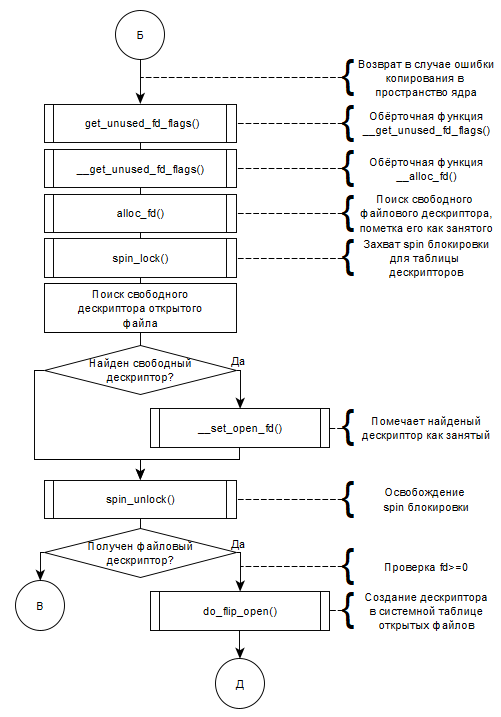 Б
Возврат в случае ошибки
копирования в
пространство ядра
get_unused_fd_flags()
Обёрточная функция
__get_unused_fd_flags()
__get_unused_fd_flags()
Обёрточная функция
__alloc_fd()
alloc_fd()
Поиск свободного
файлового дескриптора,
пометка его как занятого
spin_lock()
Захват spin блокировки
для таблицы
дескрипторов
Поиск свободного
дескриптора открытого
файла
Найден свободный
дескриптор?
Да
__set_open_fd()
Помечает найденый
дескриптор как занятый
spin_unlock()
Освобождение
spin блокировки
Получен файловый
дескриптор?
Да
Проверка fd>=0
В
do_flip_open()
Создание дескриптора
в системной таблице
открытых файлов
Д